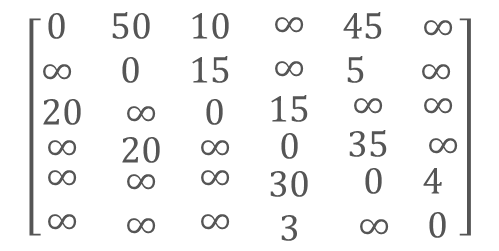 0 50 10 ∞ 45 ∞
∞ 0 15 ∞ 5 ∞
20 ∞ 0 15 ∞ ∞
∞ 20 ∞ 0 35 ∞
∞ ∞ ∞ 30 0 4
∞ ∞ ∞ 3 ∞ 0